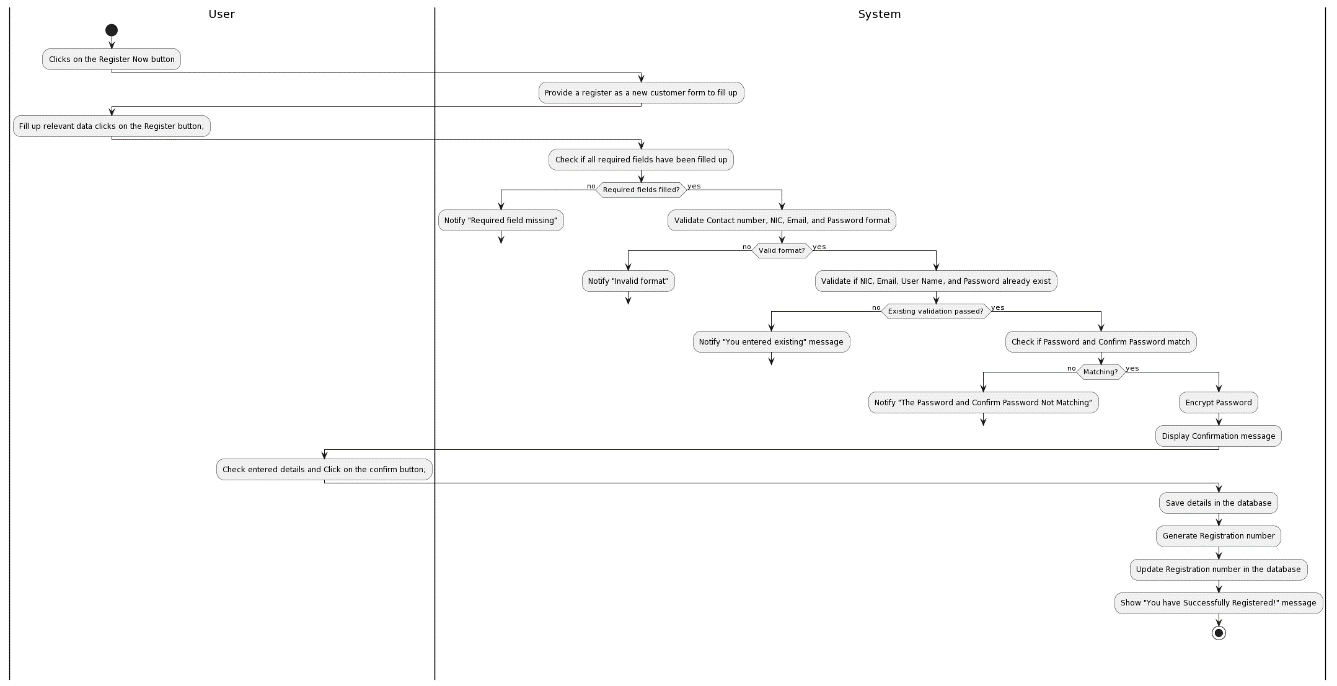 User
System
Clicks on the Register Now button
Provide a register as a new customer form to fill up
Fill up relevant data clicks on the Register button;
Check if all required fields have been filled up
no
Required fields filled?
yes
Notify "Required field missing"
Validate Contact number, NIC, Email, and Password format
no
Valid format?
yes
Notify "Invalid format"
Validate if NIC, Email, User Name, and Password already exist
no
Existing validation passed?
yes
Notify "You entered existing" message
Check if Password and Confirm Password match
no
Matching?
yes
Notify "The Password and Confirm Password Not Matching"
Encrypt Password
Display Confirmation message
Check entered details and Click on the confirm button;
Save details in the database
Generate Registration number
Update Registration number in the database
Show "You have Successfully Registered!" message